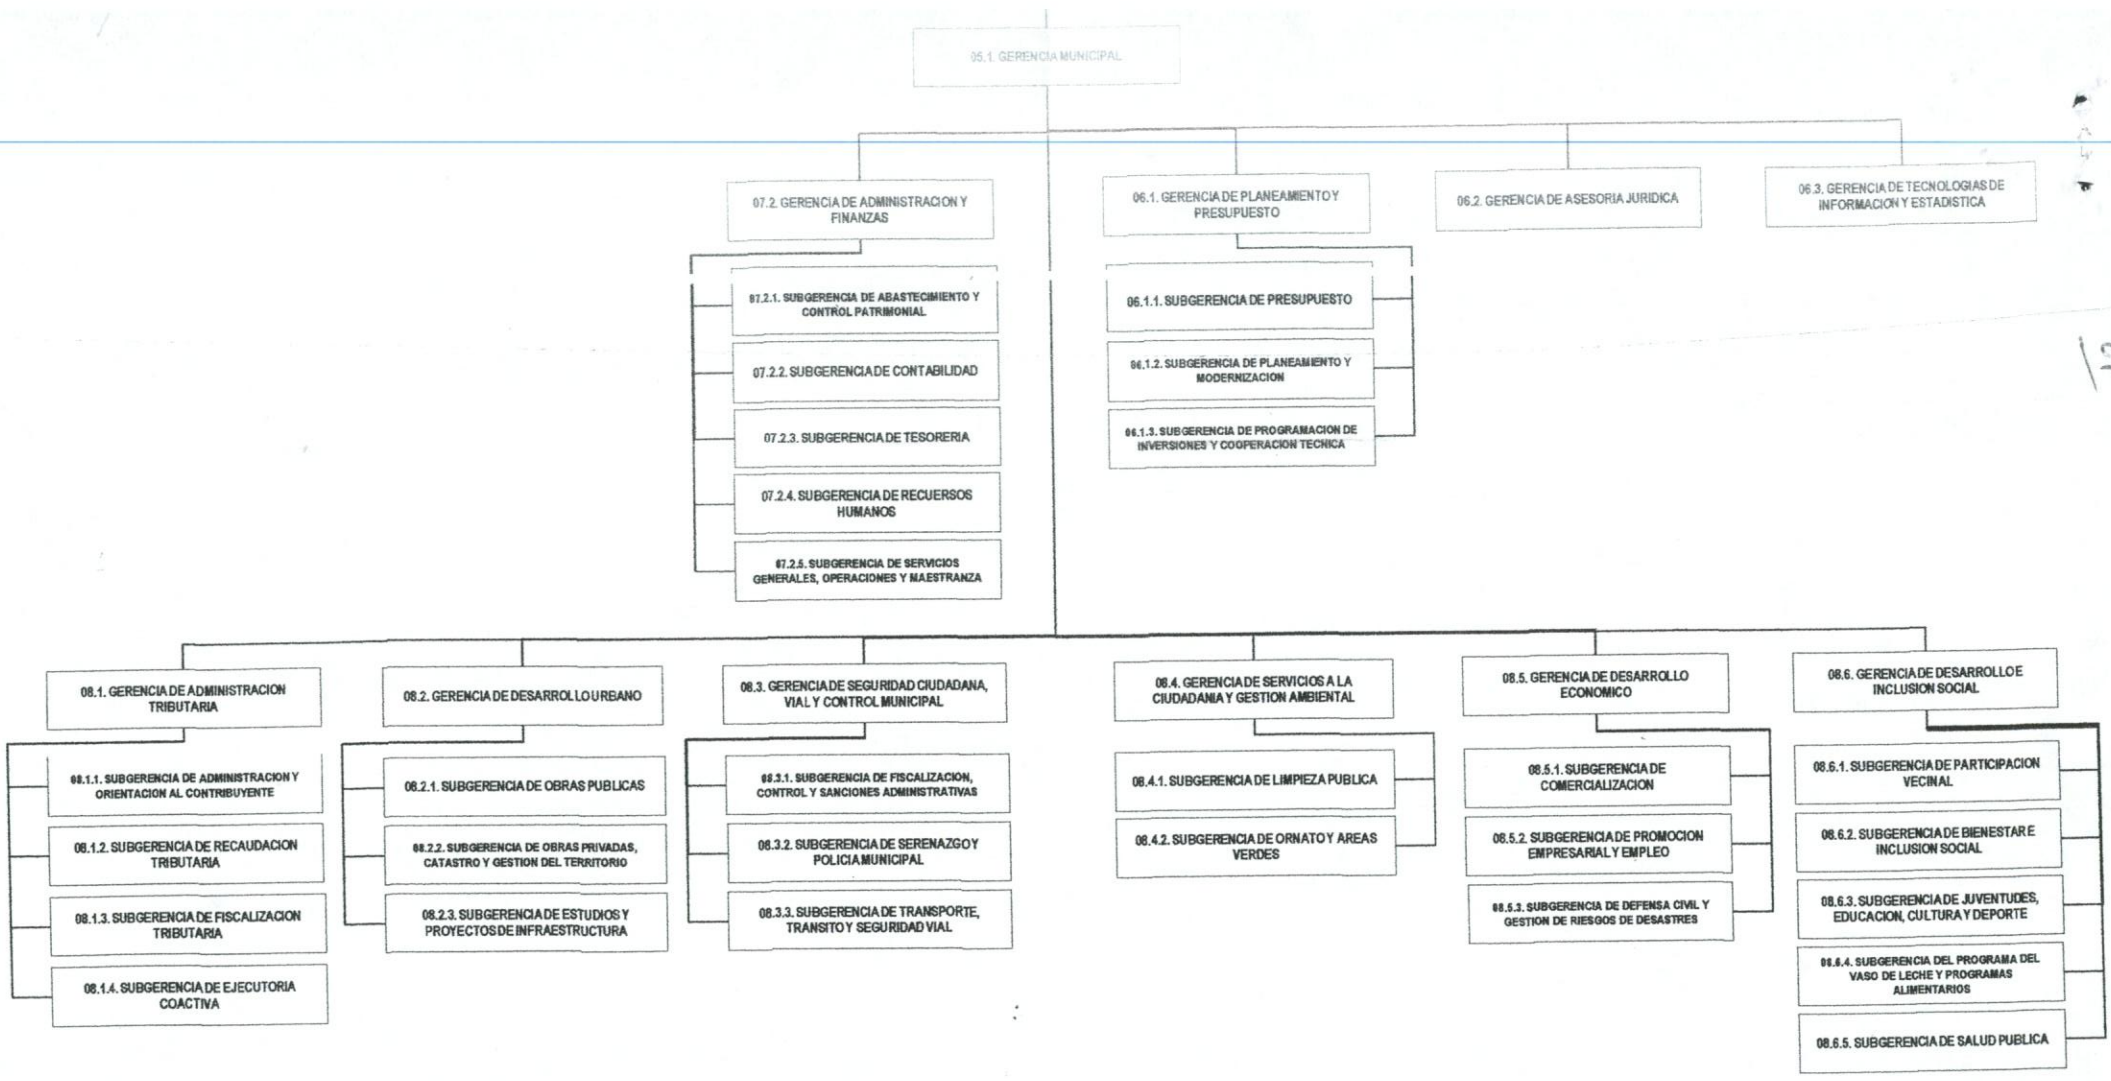 05.1. GERENCIA MUNICIPAL
07.2. GERENCIA DE ADMINISTRACION Y
FINANZAS
06.1. GERENCIA DE PLANEAMIENTO Y
PRESUPUESTO
06.2. GERENCIA DE ASESORIA JURIDICA
06.3. GERENCIA DE TECNOLOGIAS DE
INFORMACION Y ESTADISTICA
07.2.1. SUBGERENCIA DE ABASTECIMIENTO Y
CONTROL PATRIMONIAL
07.2.2. SUBGERENCIA DE CONTABILIDAD
07.2.3. SUBGERENCIA DE TESORERIA
07.2.4. SUBGERENCIA DE RECUERSOS
HUMANOS
07.2.5. SUBGERENCIA DE SERVICIOS
GENERALES, OPERACIONES Y MAESTRANZA
06.1.1. SUBGERENCIA DE PRESUPUESTO
06.1.2. SUBGERENCIA DE PLANEAMIENTO Y
MODERNIZACION
06.1.3. SUBGERENCIA DE PROGRAMACION DE
INVERSIONES Y COOPERACION TECNICA
08.1. GERENCIA DE ADMINISTRACION
TRIBUTARIA
08.1.1. SUBGERENCIA DE ADMINISTRACION Y
ORIENTACION AL CONTRIBUYENTE
08.1.2. SUBGERENCIA DE RECAUDACION
TRIBUTARIA
08.1.3. SUBGERENCIA DE FISCALIZACION
TRIBUTARIA
08.1.4. SUBGERENCIA DE EJECUTORIA
COACTIVA
08.2. GERENCIA DE DESARROLLO URBANO
08.2.1. SUBGERENCIA DE OBRAS PUBLICAS
08.2.2. SUBGERENCIA DE OBRAS PRIVADAS,
CATASTRO Y GESTION DEL TERRITORIO
08.2.3. SUBGERENCIA DE ESTUDIOS Y
PROYECTOS DE INFRAESTRUCTURA
08.3. GERENCIA DE SEGURIDAD CIUDADANA,
VIAL Y CONTROL MUNICIPAL
08.3.1. SUBGERENCIA DE FISCALIZACION,
CONTROL Y SANCIONES ADMINISTRATIVAS
08.3.2. SUBGERENCIA DE SERENAZGO Y
POLICIA MUNICIPAL
08.3.3. SUBGERENCIA DE TRANSPORTE,
TRANSITO Y SEGURIDAD VIAL
08.4. GERENCIA DE SERVICIOS A LA
CIUDADANIA Y GESTION AMBIENTAL
08.4.1. SUBGERENCIA DE LIMPIEZA PUBLICA
08.4.2. SUBGERENCIA DE ORNATO Y AREAS
VERDES
08.5. GERENCIA DE DESARROLLO
ECONOMICO
08.5.1. SUBGERENCIA DE
COMERCIALIZACION
08.5.2. SUBGERENCIA DE PROMOCION
EMPRESARIAL Y EMPLEO
08.5.3. SUBGERENCIA DE DEFENSA CIVIL Y
GESTION DE RIESGOS DE DESASTRES
08.6. GERENCIA DE DESARROLLO E
INCLUSION SOCIAL
08.6.1. SUBGERENCIA DE PARTICIPACION
VECINAL
08.6.2. SUBGERENCIA DE BIENESTAR E
INCLUSION SOCIAL
08.6.3. SUBGERENCIA DE JUVENTUDES,
EDUCACION, CULTURA Y DEPORTE
08.6.4. SUBGERENCIA DEL PROGRAMA DEL
VASO DE LECHE Y PROGRAMAS
ALIMENTARIOS
08.6.5. SUBGERENCIA DE SALUD PUBLICA